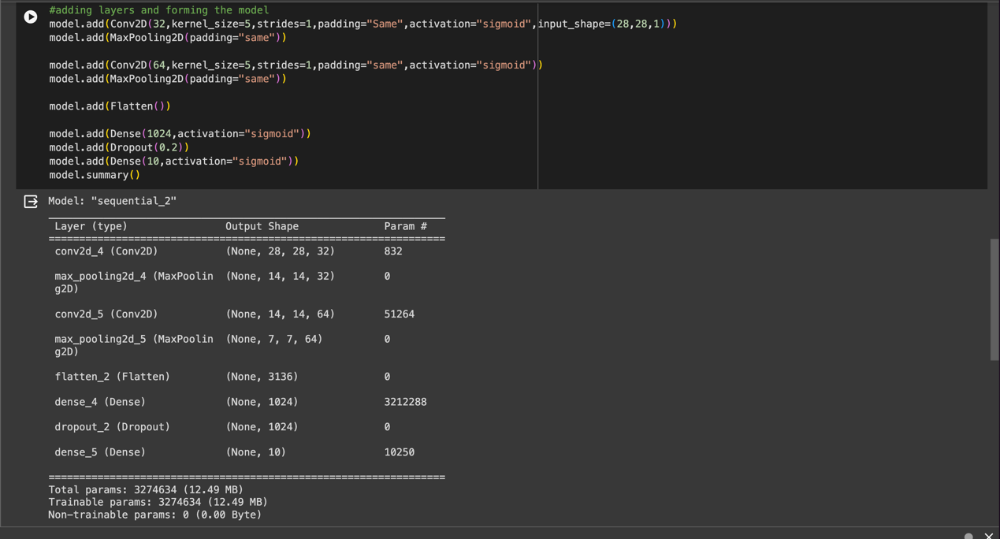 #adding layers and forming the model
model.add(Conv2D(32,kernel_size=5,strides=1,padding="Same",activation="sigmoid",input_shape=(28,28,1)))
model.add(MaxPooling2D(padding="same"))
model.add(Conv2D(64,kernel_size=5,strides=1,padding="same",activation="sigmoid"))
model.add(MaxPooling2D(padding="same"))
model.add(Flatten())
model.add(Dense(1024,activation="sigmoid"))
model.add(Dropout(0.2))
model.add(Dense(10,activation="sigmoid"))
model.summary()
Model: "sequential_2"
Layer (type) Output Shape Param #
=================================================================
conv2d_4 (Conv2D) (None, 28, 28, 32) 832
max_pooling2d_4 (MaxPoolin (None, 14, 14, 32) 0
g2D)
conv2d_5 (Conv2D) (None, 14, 14, 64) 51264
max_pooling2d_5 (MaxPoolin (None, 7, 7, 64) 0
g2D)
flatten_2 (Flatten) (None, 3136) 0
dense_4 (Dense) (None, 1024) 3212288
dropout_2 (Dropout) (None, 1024) 0
dense_5 (Dense) (None, 10) 10250
=================================================================
Total params: 3274634 (12.49 MB)
Trainable params: 3274634 (12.49 MB)
Non-trainable params: 0 (0.00 Byte)